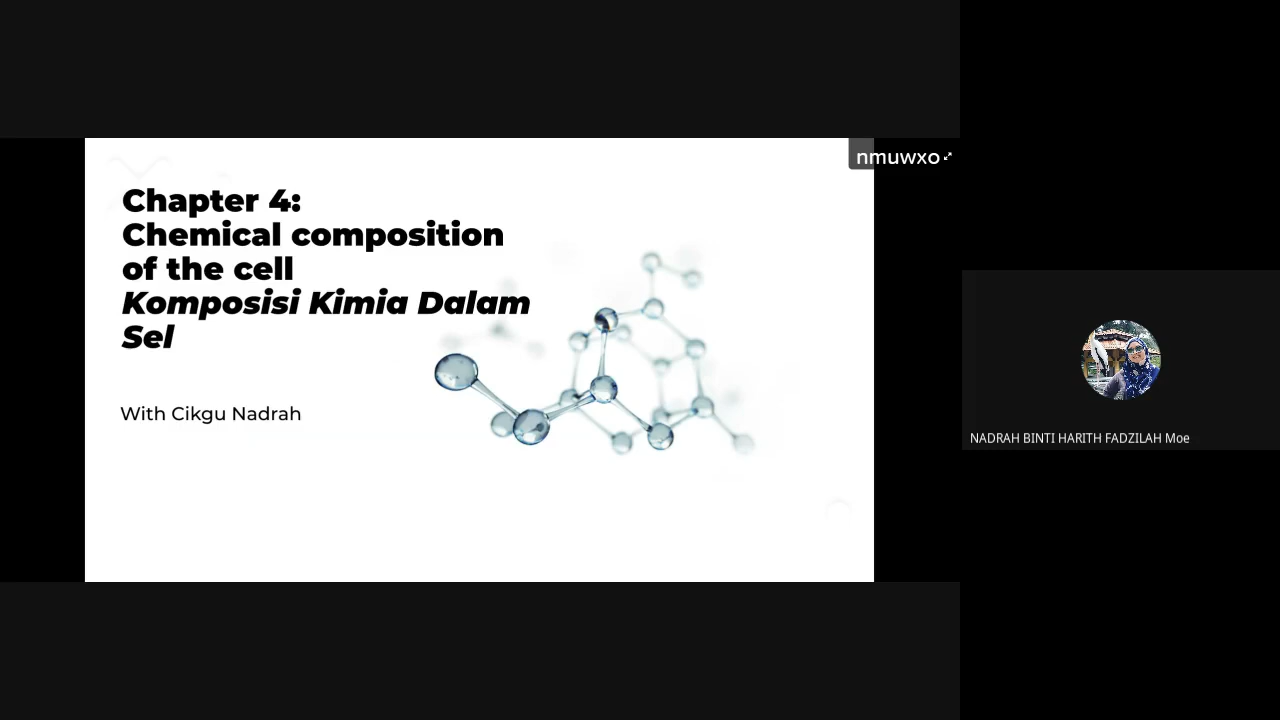 nmuwxo
Chapter 4:
Chemical composition
of the cell
Komposisi Kimia Dalam
Sel
With Cikgu Nadrah
NADRAH BINTI HARITH FADZILAH Moe